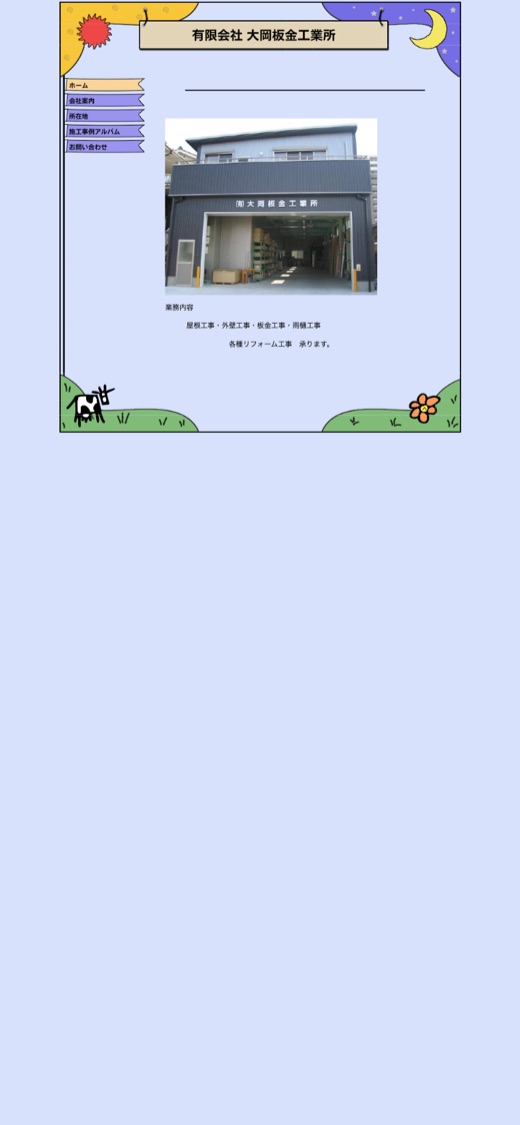 有限会社 大岡板金工業所
ホーム
会社案内
所在地
施工事例アルバム
お問い合わせ
㈲大岡板金工業所
業務内容
屋根工事・外壁工事・板金工事・雨樋工事
各種リフォーム工事　承ります。